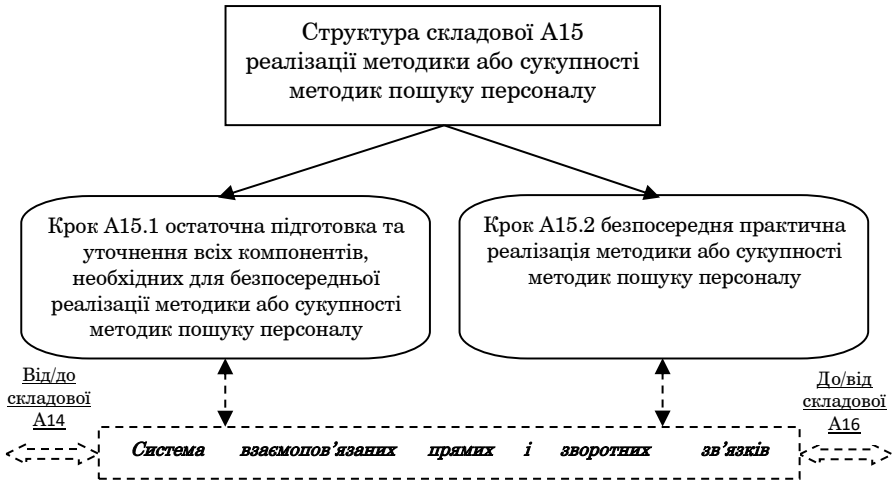 Структура складової А15
реалізації методики або сукупності
методик пошуку персоналу
Крок А15.1 остаточна підготовка та
уточнення всіх компонентів,
необхідних для безпосередньої
реалізації методики або сукупності
методик пошуку персоналу
Крок А15.2 безпосередня практична
реалізація методики або сукупності
методик пошуку персоналу
Від/до
складової
А14
До/від
складової
А16
Система взаємопов’язаних прямих і зворотних зв’язків